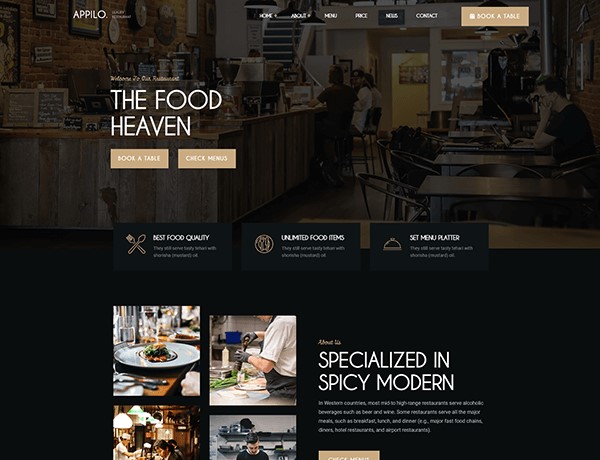 APPILO.
LUXURY
RESTAURANT
HOME +
ABOUT +
MENU
PRICE
NEWS
CONTACT
BOOK A TABLE
Welcome To Our Restaurant
THE FOOD
HEAVEN
BOOK A TABLE
CHECK MENUS
BEST FOOD QUALITY
They still serve tasty tehari with
shorisha (mustard) oil.
UNLIMITED FOOD ITEMS
They still serve tasty tehari with
shorisha (mustard) oil.
SET MENU PLATTER
They still serve tasty tehari with
shorisha (mustard) oil.
About Us
SPECIALIZED IN
SPICY MODERN
In Western countries, most mid-to high-range restaurants serve alcoholic
beverages such as beer and wine. Some restaurants serve all the major
meals, such as breakfast, lunch, and dinner (e.g., major fast food chains,
diners, hotel restaurants, and airport restaurants).
CHECK MENUS